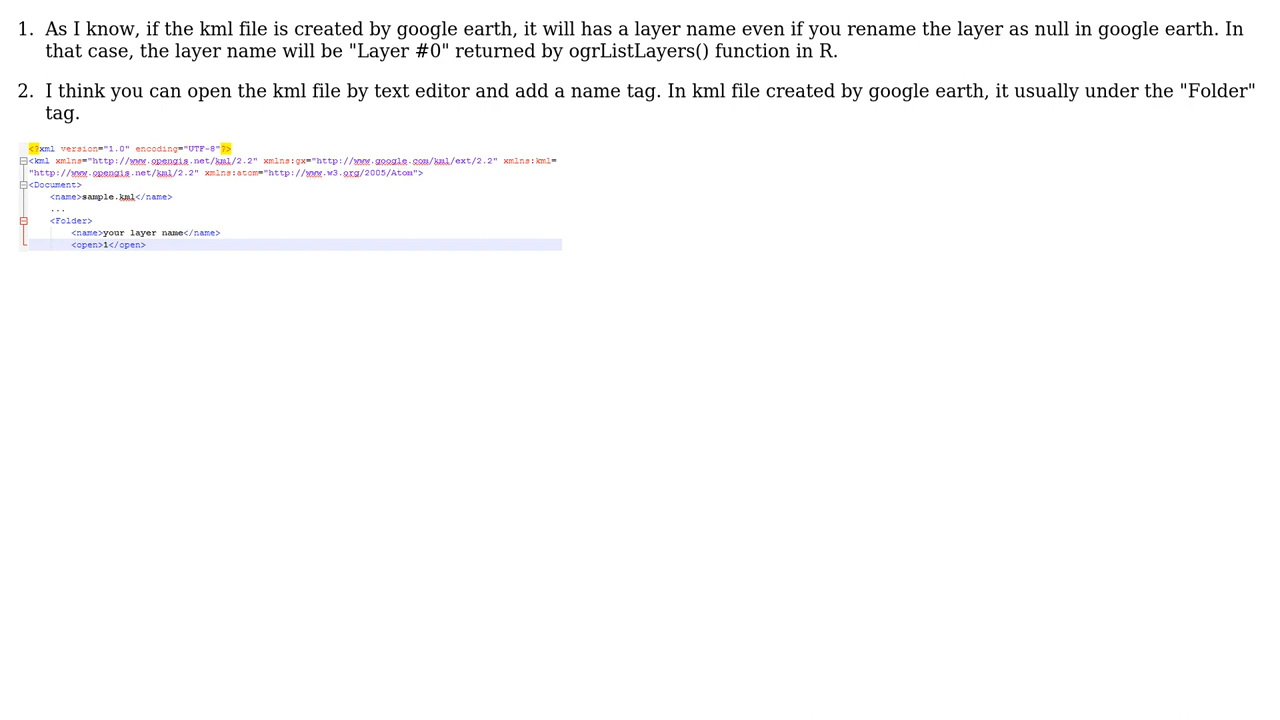 1. As I know, if the kml file is created by google earth, it will has a layer name even if you rename the layer as null in google earth. In
that case, the layer name will be "Layer #0" returned by ogrListLayers() function in R.
2. I think you can open the kml file by text editor and add a name tag. In kml file created by google earth, it usually under the "Folder"
tag.
<?xml version="1.0" encoding="UTF-8"?>
<kml xmlns="http://www.opengis.net/kml/2.2" xmlns:gx="http://www.google.com/kml/ext/2.2" xmlns:kml=
"http://www.opengis.net/kml/2.2" xmlns:atom="http://www.w3.org/2005/Atom">
<Document>
<name>sample.kml</name>
...
<Folder>
<name>your layer name</name>
<open>1</open>